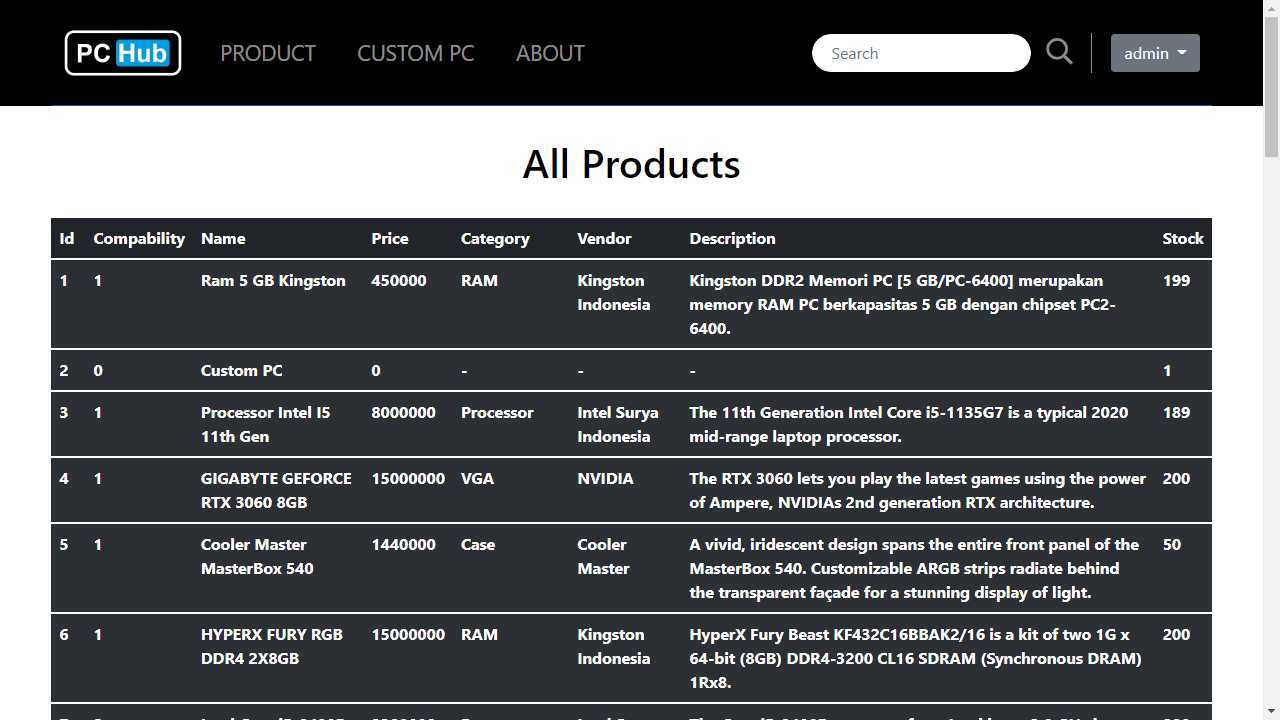 PC Hub PRODUCT CUSTOM PC ABOUT Search admin
All Products
Id Compability Name Price Category Vendor Description Stock
1 1 Ram 5 GB Kingston 450000 RAM Kingston Indonesia Kingston DDR2 Memori PC [5 GB/PC-6400] merupakan memory RAM PC berkapasitas 5 GB dengan chipset PC2-6400. 199
2 0 Custom PC 0 - - - 1
3 1 Processor Intel I5 11th Gen 8000000 Processor Intel Surya Indonesia The 11th Generation Intel Core i5-1135G7 is a typical 2020 mid-range laptop processor. 189
4 1 GIGABYTE GEFORCE RTX 3060 8GB 15000000 VGA NVIDIA The RTX 3060 lets you play the latest games using the power of Ampere, NVIDIAs 2nd generation RTX architecture. 200
5 1 Cooler Master MasterBox 540 1440000 Case Cooler Master A vivid, iridescent design spans the entire front panel of the MasterBox 540. Customizable ARGB strips radiate behind the transparent façade for a stunning display of light. 50
6 1 HYPERX FURY RGB DDR4 2X8GB 15000000 RAM Kingston Indonesia HyperX Fury Beast KF432C16BBAK2/16 is a kit of two 1G x 64-bit (8GB) DDR4-3200 CL16 SDRAM (Synchronous DRAM) 1Rx8. 200